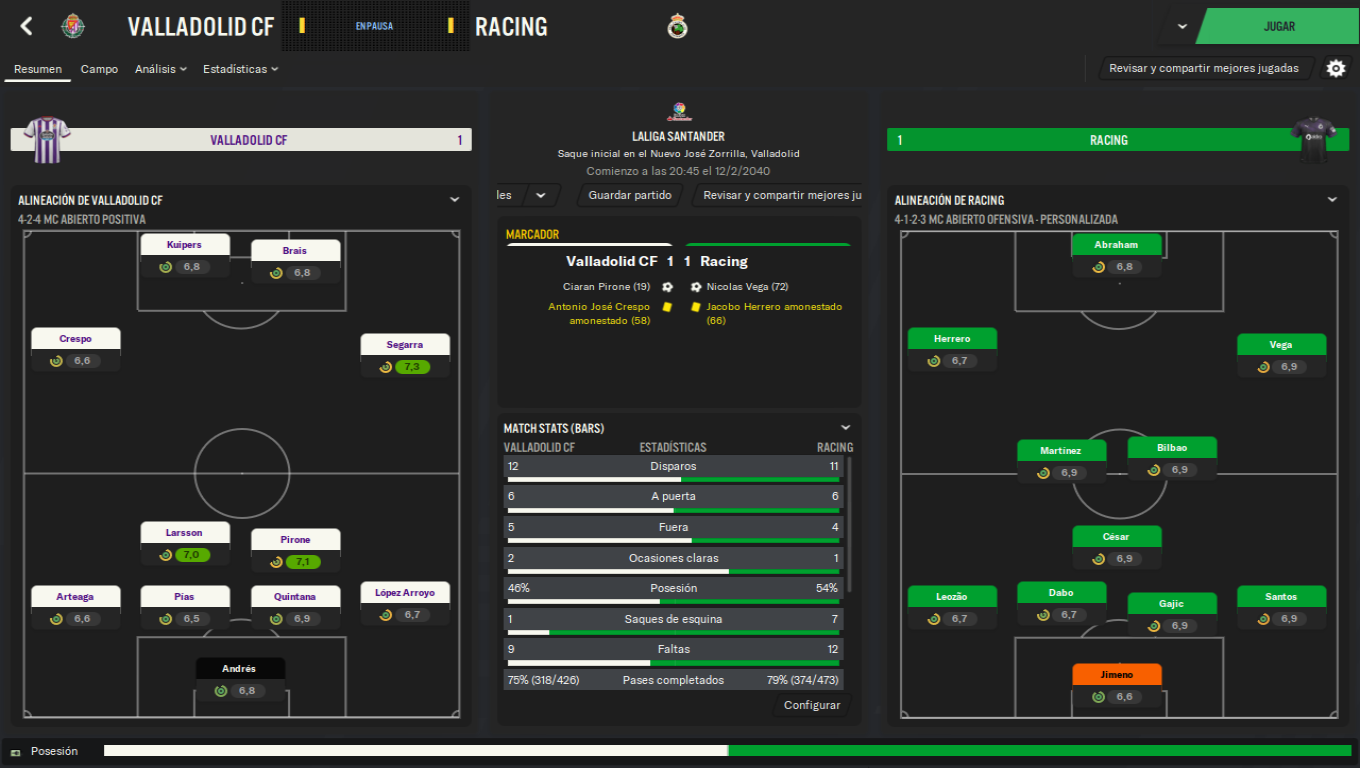 VALLADOLID CF
EN PAUSA
RACING
JUGAR
Resumen
Campo
Análisis
Estadísticas
Revisar y compartir mejores jugadas
VALLADOLID CF 1
LALIGA SANTANDER
Saque inicial en el Nuevo José Zorrilla, Valladolid
Comienzo a las 20:45 el 12/2/2040
1 RACING
les
Guardar partido
Revisar y compartir mejores ju
ALINEACIÓN DE VALLADOLID CF
4-2-4 MC ABIERTO POSITIVA
Kuipers
6,8
Brais
6,8
Crespo
6,6
Segarra
7,3
Larsson
7,0
Pirone
7,1
Arteaga
6,6
Pías
6,5
Quintana
6,9
López Arroyo
6,7
Andrés
6,8
MARCADOR
Valladolid CF 1 1 Racing
Ciaran Pirone (19) Nicolas Vega (72)
Antonio José Crespo
amonestado (58)
Jacobo Herrero amonestado
(66)
MATCH STATS (BARS)
VALLADOLID CF ESTADÍSTICAS RACING
12 Disparos 11
6 A puerta 6
5 Fuera 4
2 Ocasiones claras 1
46% Posesión 54%
1 Saques de esquina 7
9 Faltas 12
75% (318/426) Pases completados 79% (374/473)
Configurar
ALINEACIÓN DE RACING
4-1-2-3 MC ABIERTO OFENSIVA - PERSONALIZADA
Abraham
6,8
Herrero
6,7
Vega
6,9
Martínez
6,9
Bilbao
6,9
César
6,9
Leozão
6,7
Dabo
6,7
Gajic
6,9
Santos
6,9
Jimeno
6,6
Posesión